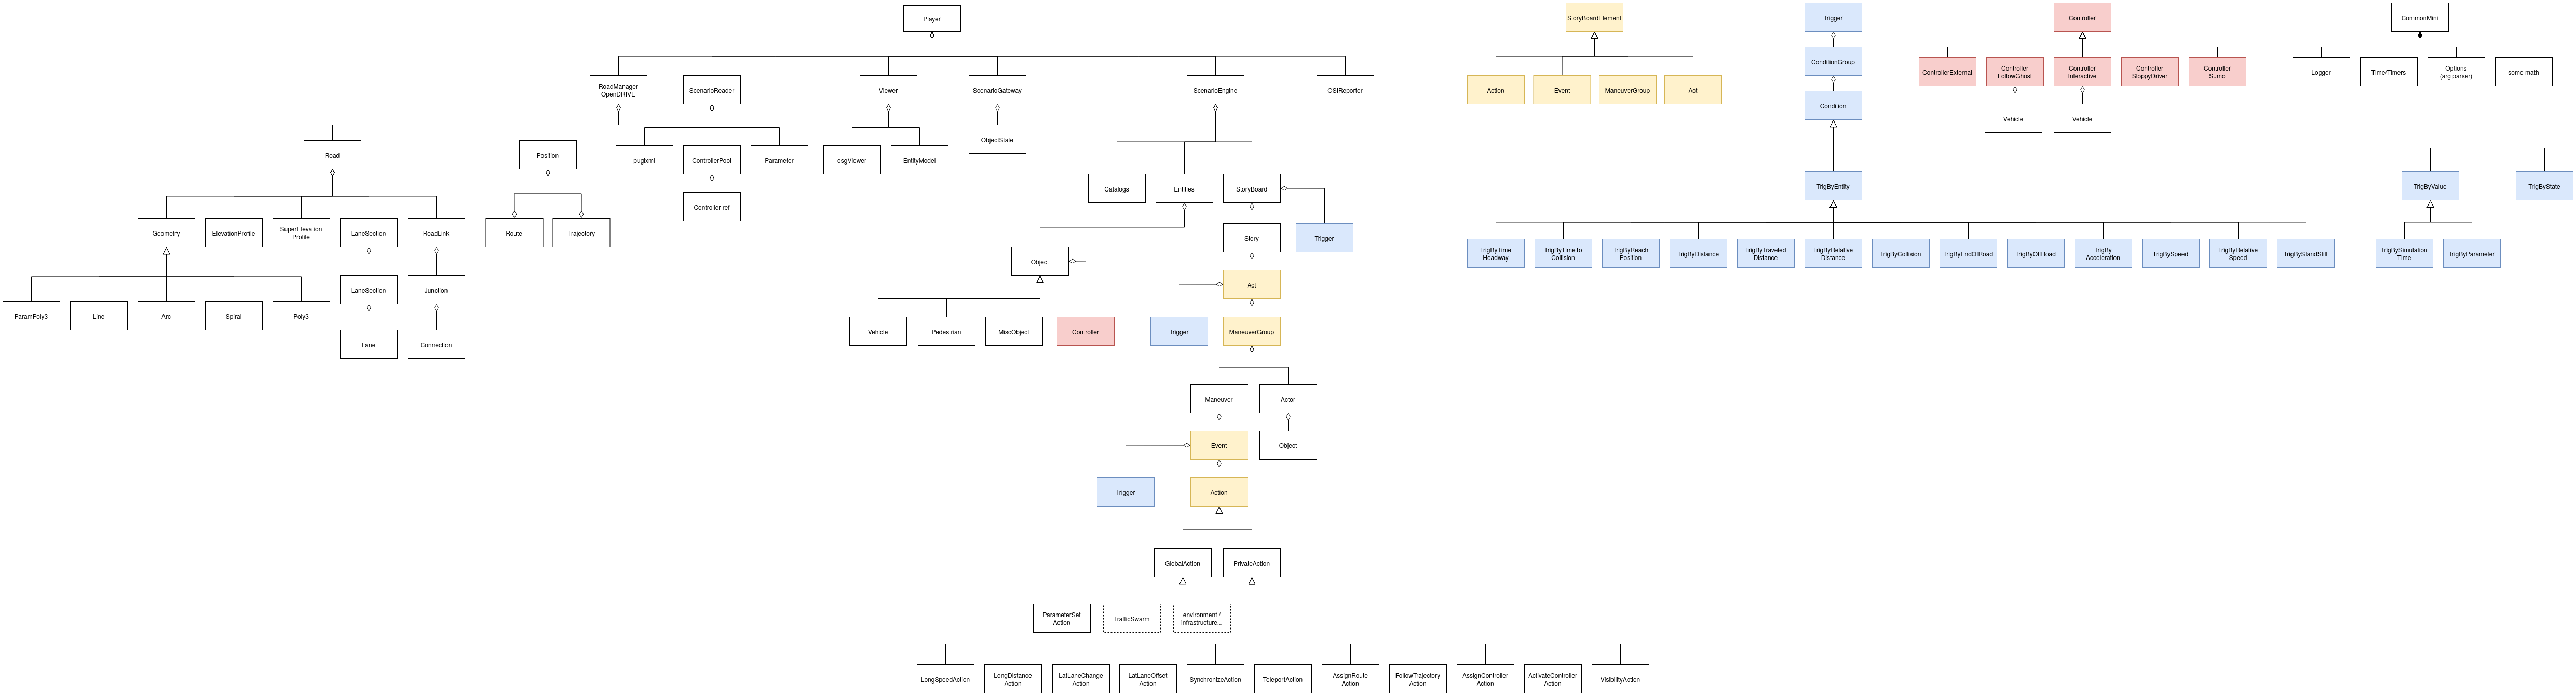 Player
StoryBoardElement
Trigger
Controller
CommonMini
ConditionGroup
RoadManager
OpenDRIVE
ScenarioReader
Viewer
ScenarioGateway
ScenarioEngine
OSIReporter
Action
Event
ManeuverGroup
Act
Condition
ControllerExternal
Controller
FollowGhost
Controller
Interactive
Controller
SloppyDriver
Controller
Sumo
Logger
Time/Timers
Options
(arg parser)
some math
Vehicle
Vehicle
Road
Position
pugixml
ControllerPool
Parameter
osgViewer
EntityModel
ObjectState
Controller ref
Catalogs
Entities
StoryBoard
TrigByEntity
TrigByValue
TrigByState
Geometry
ElevationProfile
SuperElevation
Profile
LaneSection
RoadLink
Route
Trajectory
Story
Trigger
TrigByTime
Headway
TrigByTimeTo
Collision
TrigByReach
Position
TrigByDistance
TrigByTraveled
Distance
TrigByRelative
Distance
TrigByCollision
TrigByEndOfRoad
TrigByOffRoad
TrigBy
Acceleration
TrigBySpeed
TrigByRelative
Speed
TrigByStandStill
TrigBySimulation
Time
TrigByParameter
Object
LaneSection
Junction
Act
ParamPoly3
Line
Arc
Spiral
Poly3
Lane
Connection
Vehicle
Pedestrian
MiscObject
Controller
Trigger
ManeuverGroup
Maneuver
Actor
Event
Object
Trigger
Action
GlobalAction
PrivateAction
ParameterSet
Action
TrafficSwarm
environment /
infrastructure...
LongSpeedAction
LongDistance
Action
LatLaneChange
Action
LatLaneOffset
Action
SynchronizeAction
TeleportAction
AssignRoute
Action
FollowTrajectory
Action
AssignController
Action
ActivateController
Action
VisibilityAction